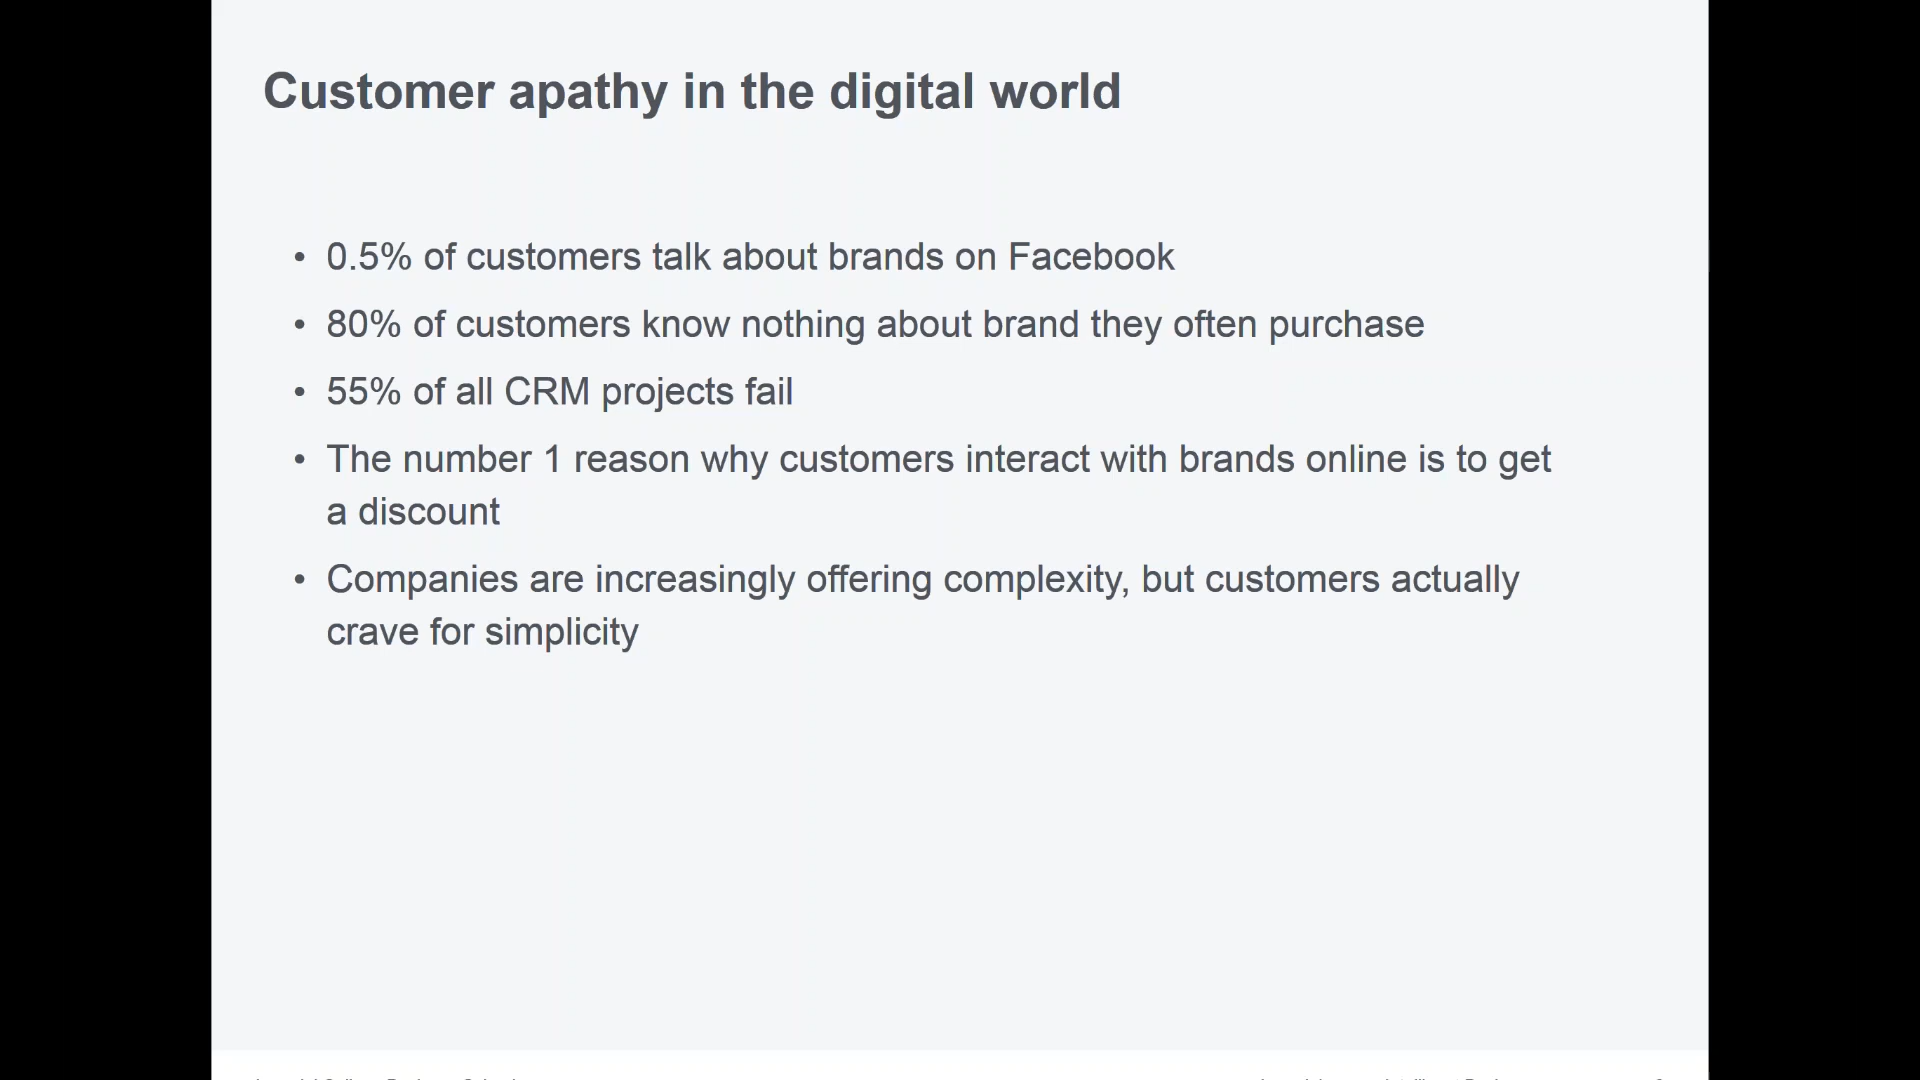 Customer apathy in the digital world
• 0.5% of customers talk about brands on Facebook
• 80% of customers know nothing about brand they often purchase
• 55% of all CRM projects fail
• The number 1 reason why customers interact with brands online is to get
a discount
• Companies are increasingly offering complexity, but customers actually
crave for simplicity